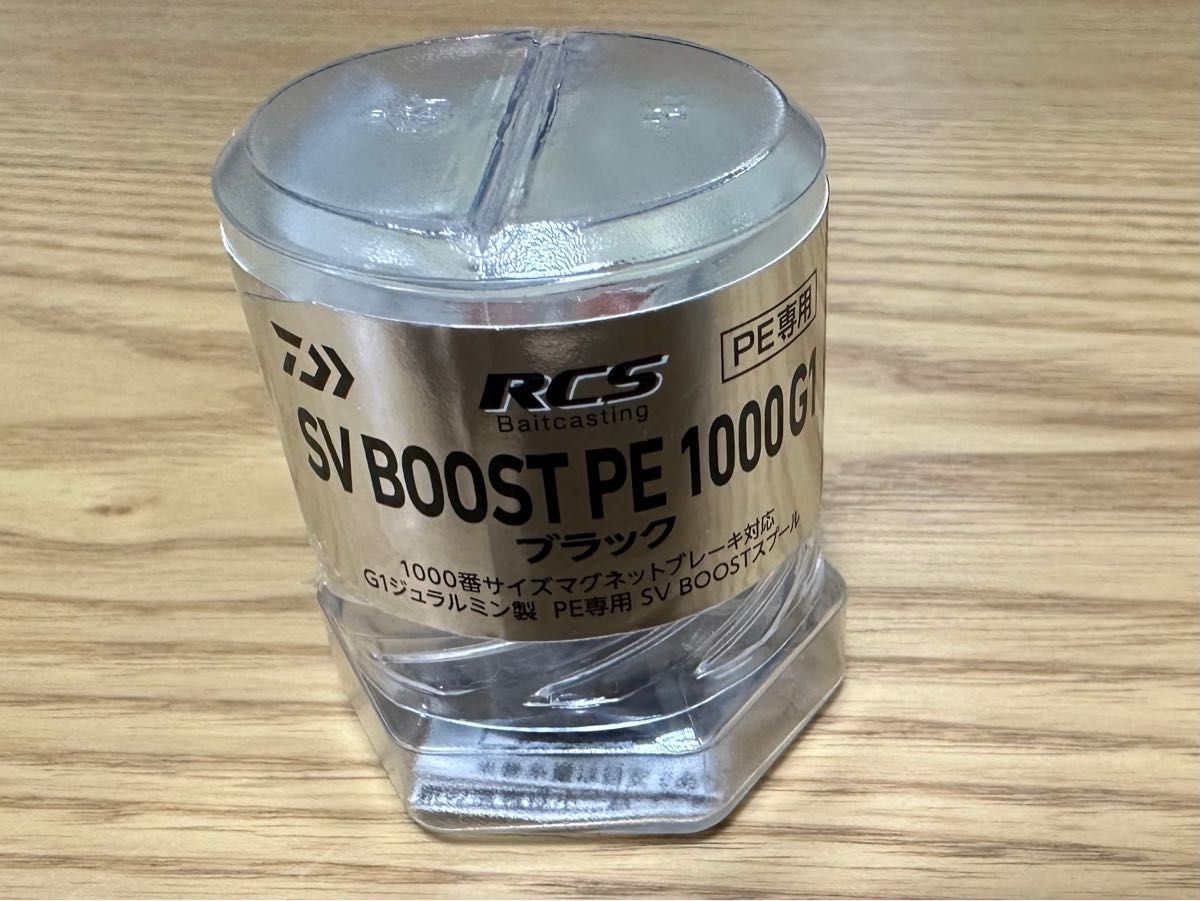 PE専用
RCS
Baitcasting
SV BOOST PE 1000 G1
ブラック
1000番サイズマグネットブレーキ対応
G1ジュラルミン製 PE専用 SV BOOSTスプール